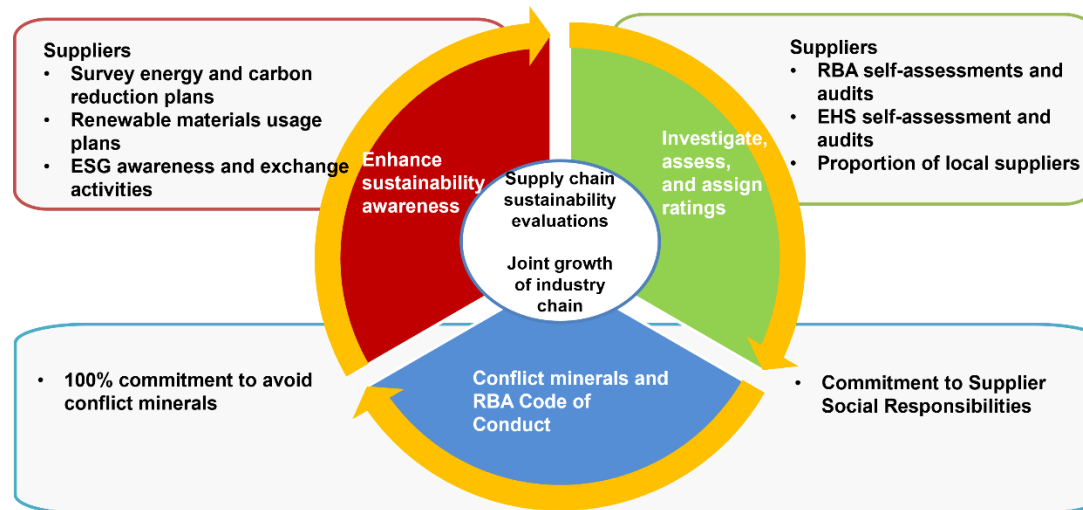 Suppliers
• Survey energy and carbon
reduction plans
• Renewable materials usage
plans
• ESG awareness and exchange
activities
Enhance
sustainability
awareness
Supply chain
sustainability
evaluations
Joint growth
of industry
chain
Investigate,
assess,
and assign
ratings
Suppliers
• RBA self-assessments and
audits
• EHS self-assessment and
audits
• Proportion of local suppliers
• 100% commitment to avoid
conflict minerals
Conflict minerals and
RBA Code of
Conduct
• Commitment to Supplier
Social Responsibilities